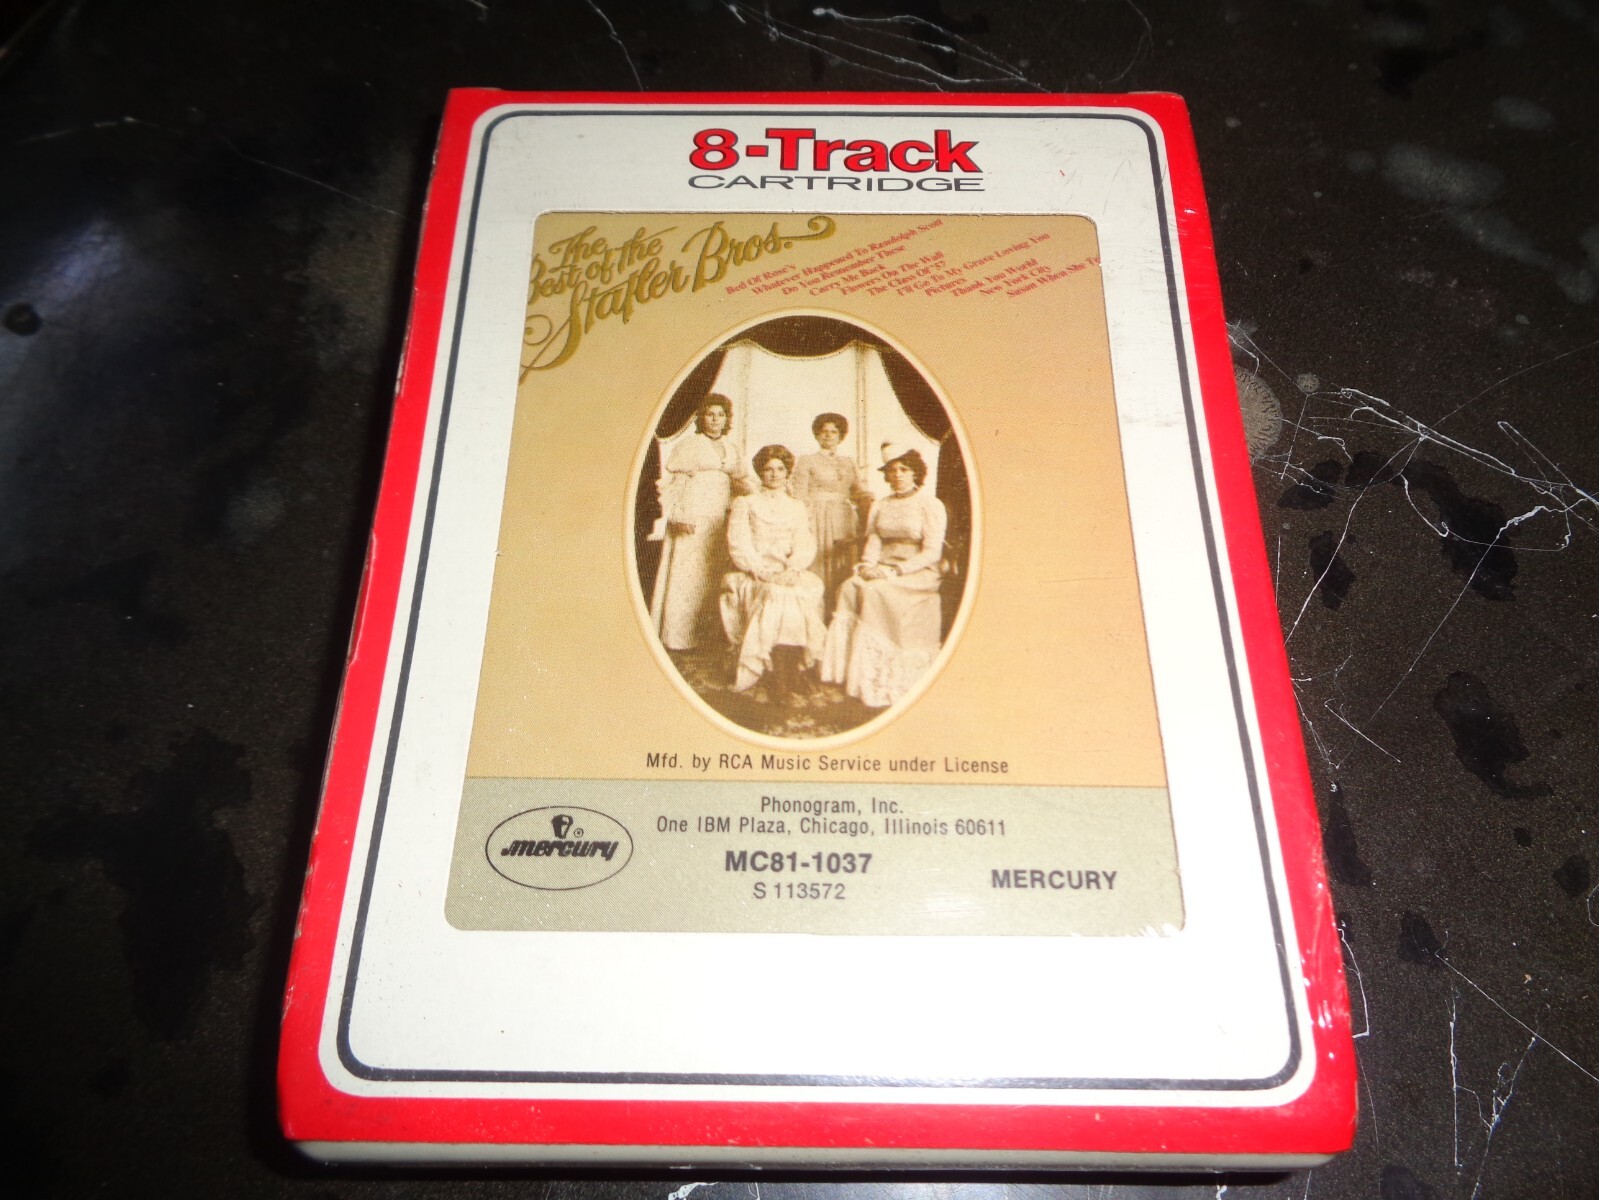 8-Track
CARTRIDGE
The
Best of the
Statler Bros.
Bed Of Rose's
Whatever Happened To Randolph Scott
Do You Remember These
Carry Me Back
Flowers On The Wall
The Class Of '57
I'll Go To My Grave Loving You
Pictures
Thank You World
New York City
Susan When She
Mfd. by RCA Music Service under License
Phonogram, Inc.
One IBM Plaza, Chicago, Illinois 60611
mercury ®
MC81-1037
S 113572
MERCURY